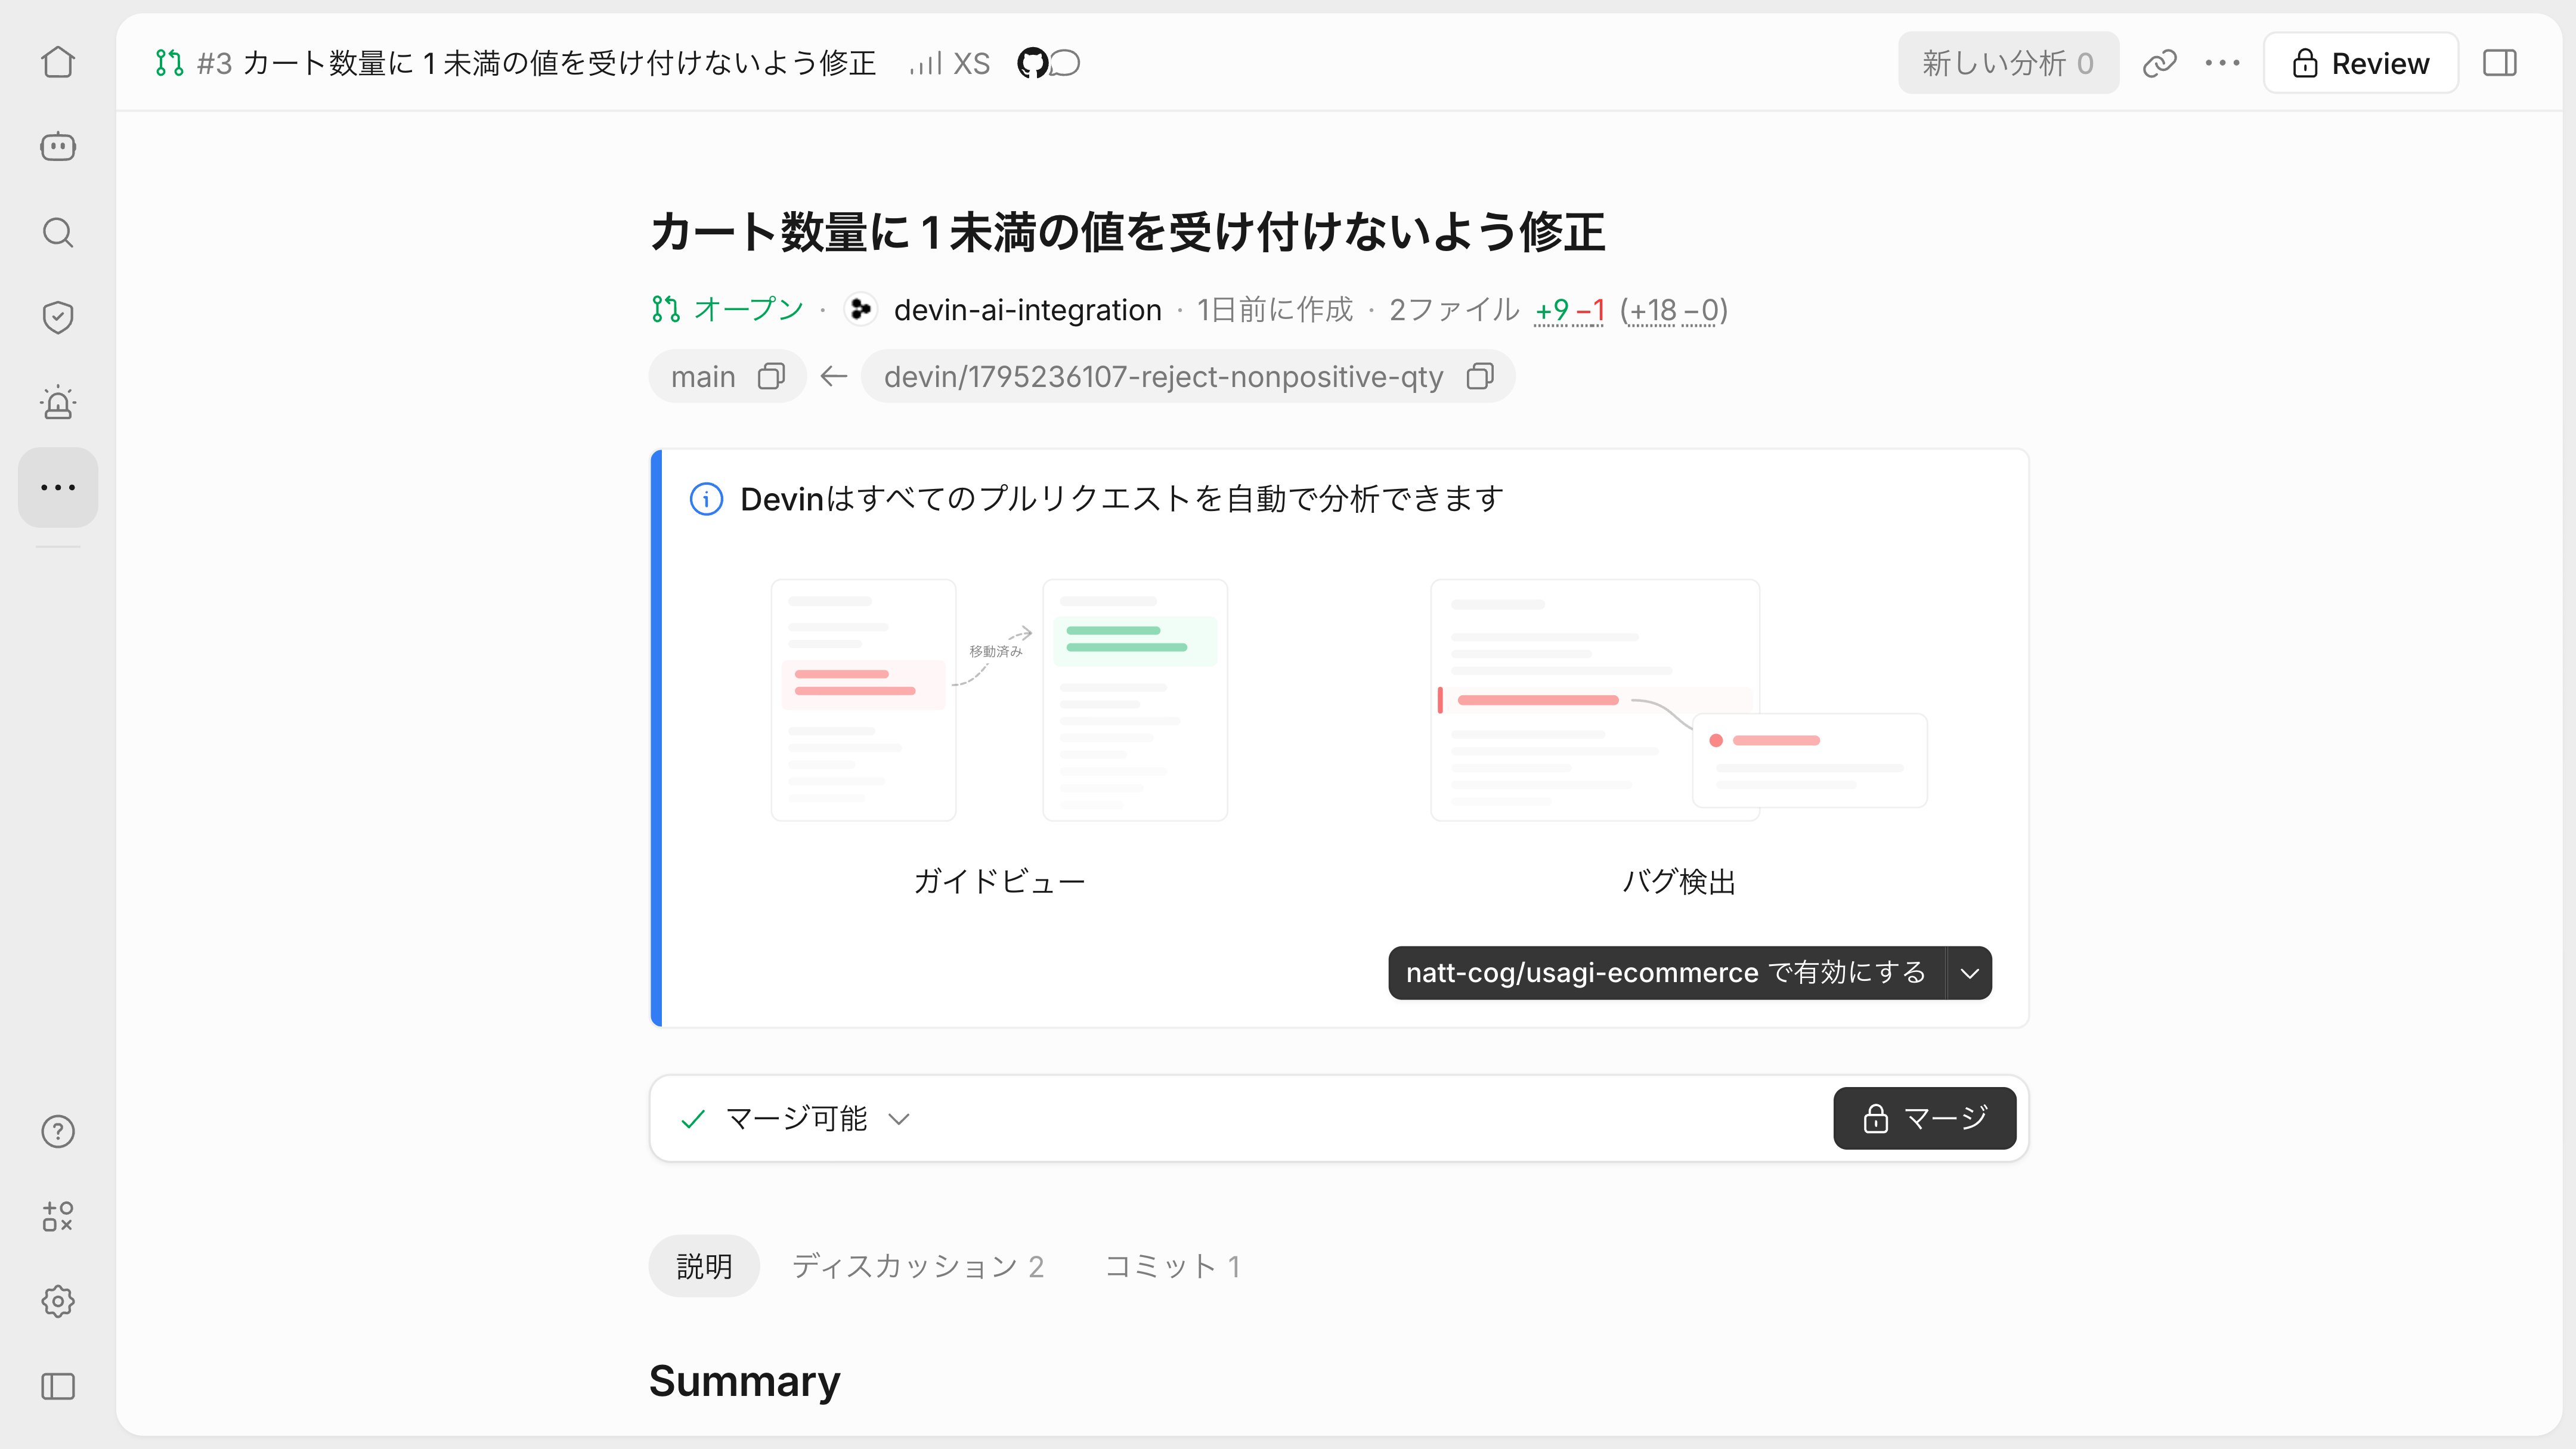 #3 カート数量に 1 未満の値を受け付けないよう修正 XS 新しい分析 0 Review
カート数量に 1 未満の値を受け付けないよう修正
オープン · devin-ai-integration · 1日前に作成 · 2ファイル +9 −1 (+18 −0)
main ← devin/1795236107-reject-nonpositive-qty
Devinはすべてのプルリクエストを自動で分析できます
移動済み
ガイドビュー
バグ検出
natt-cog/usagi-ecommerce で有効にする
マージ可能
マージ
説明 ディスカッション 2 コミット 1
Summary